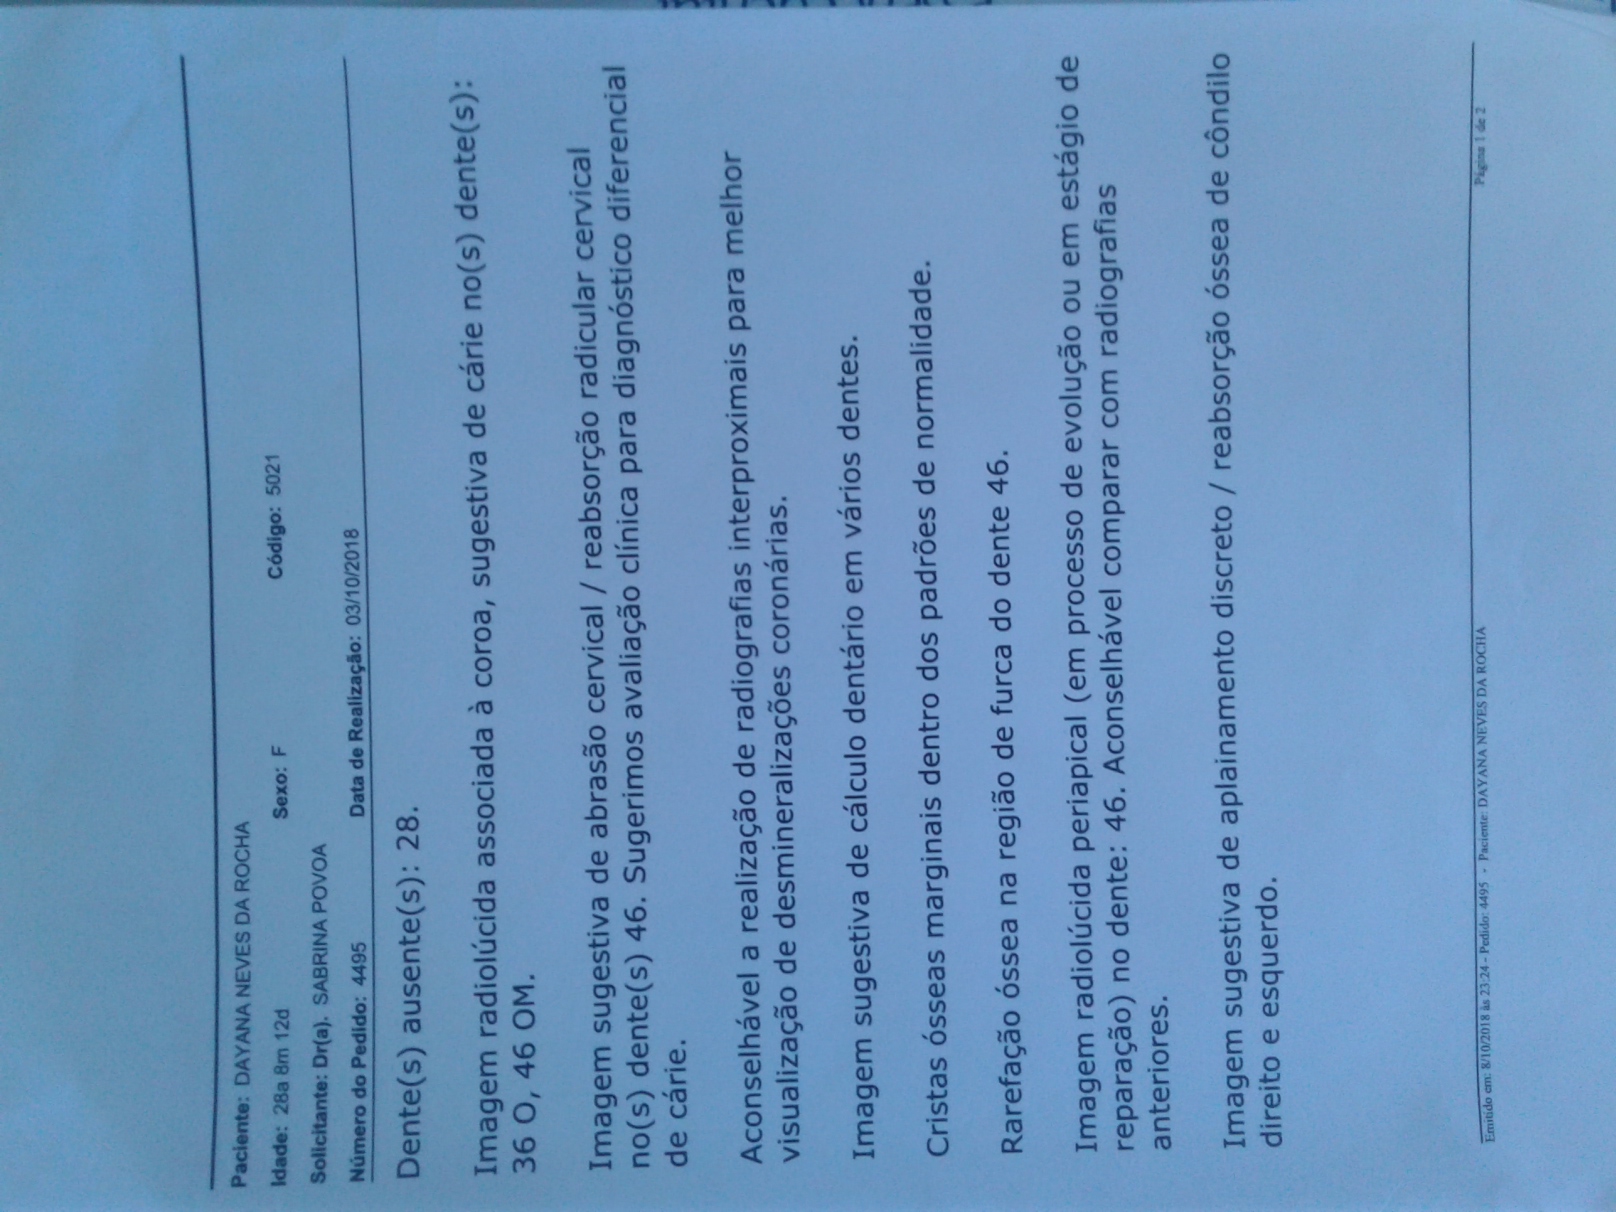 Paciente: DAYANA NEVES DA ROCHA
Idade: 28a 8m 12d Sexo: F Código: 5021
Solicitante: Dr(a). SABRINA POVOA
Número do Pedido: 4495 Data de Realização: 03/10/2018
Dente(s) ausente(s): 28.
Imagem radiolúcida associada à coroa, sugestiva de cárie no(s) dente(s):
36 O, 46 OM.
Imagem sugestiva de abrasão cervical / reabsorção radicular cervical
no(s) dente(s) 46. Sugerimos avaliação clínica para diagnóstico diferencial
de cárie.
Aconselhável a realização de radiografias interproximais para melhor
visualização de desmineralizações coronárias.
Imagem sugestiva de cálculo dentário em vários dentes.
Cristas ósseas marginais dentro dos padrões de normalidade.
Rarefação óssea na região de furca do dente 46.
Imagem radiolúcida periapical (em processo de evolução ou em estágio de
reparação) no dente: 46. Aconselhável comparar com radiografias
anteriores.
Imagem sugestiva de aplainamento discreto / reabsorção óssea de côndilo
direito e esquerdo.
Emitido em: 8/10/2018 às 23:24 - Pedido: 4495 - Paciente: DAYANA NEVES DA ROCHA Página 1 de 2